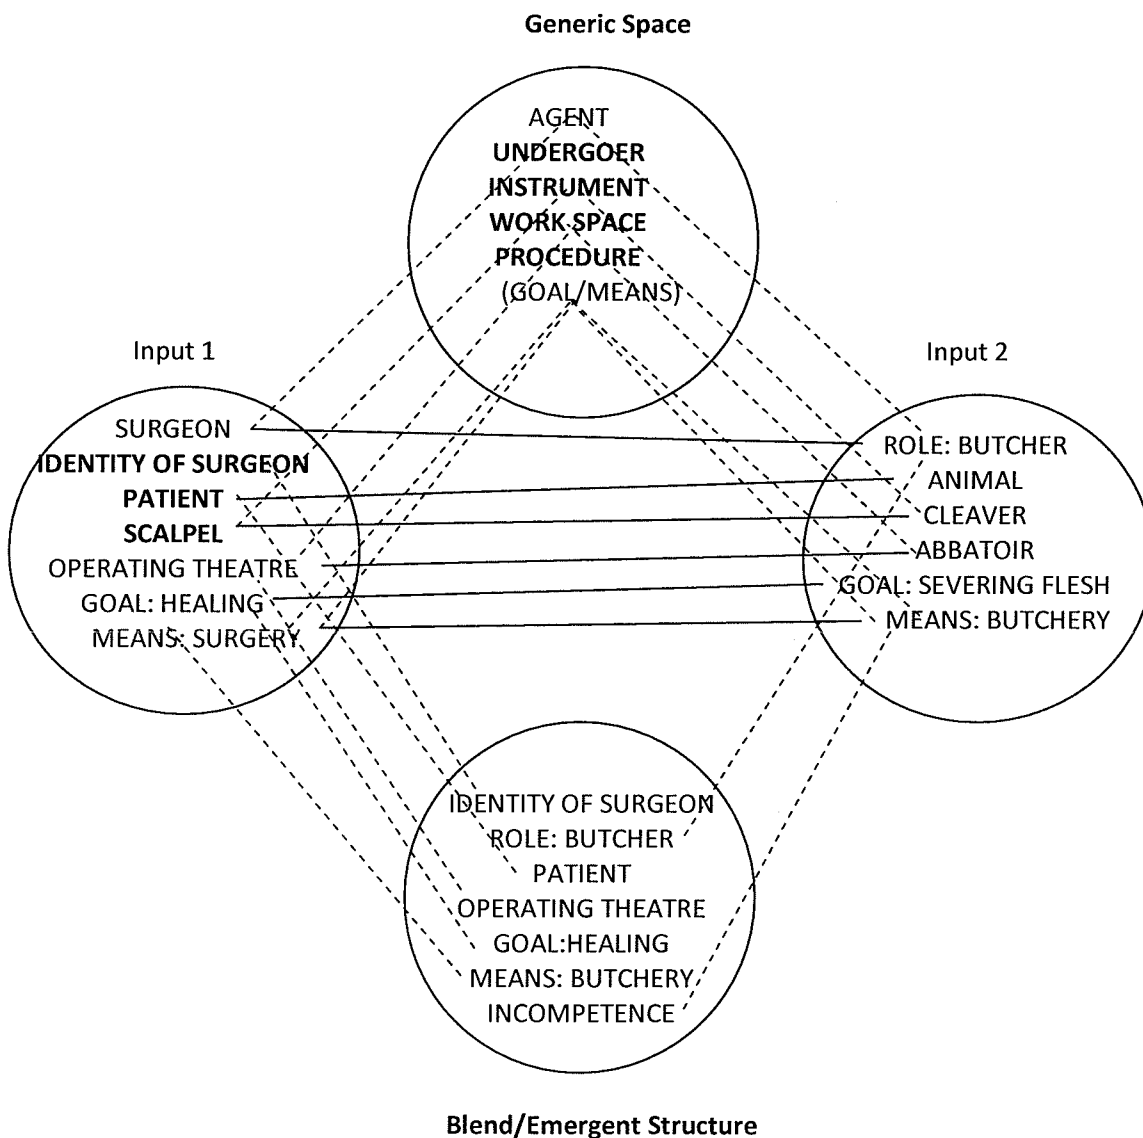 Generic Space
AGENT
UNDERGOER
INSTRUMENT
WORK SPACE
PROCEDURE
(GOAL/MEANS)
Input 1
SURGEON
IDENTITY OF SURGEON
PATIENT
SCALPEL
OPERATING THEATRE
GOAL: HEALING
MEANS: SURGERY
Input 2
ROLE: BUTCHER
ANIMAL
CLEAVER
ABBATOIR
GOAL: SEVERING FLESH
MEANS: BUTCHERY
IDENTITY OF SURGEON
ROLE: BUTCHER
PATIENT
OPERATING THEATRE
GOAL:HEALING
MEANS: BUTCHERY
INCOMPETENCE
Blend/Emergent Structure